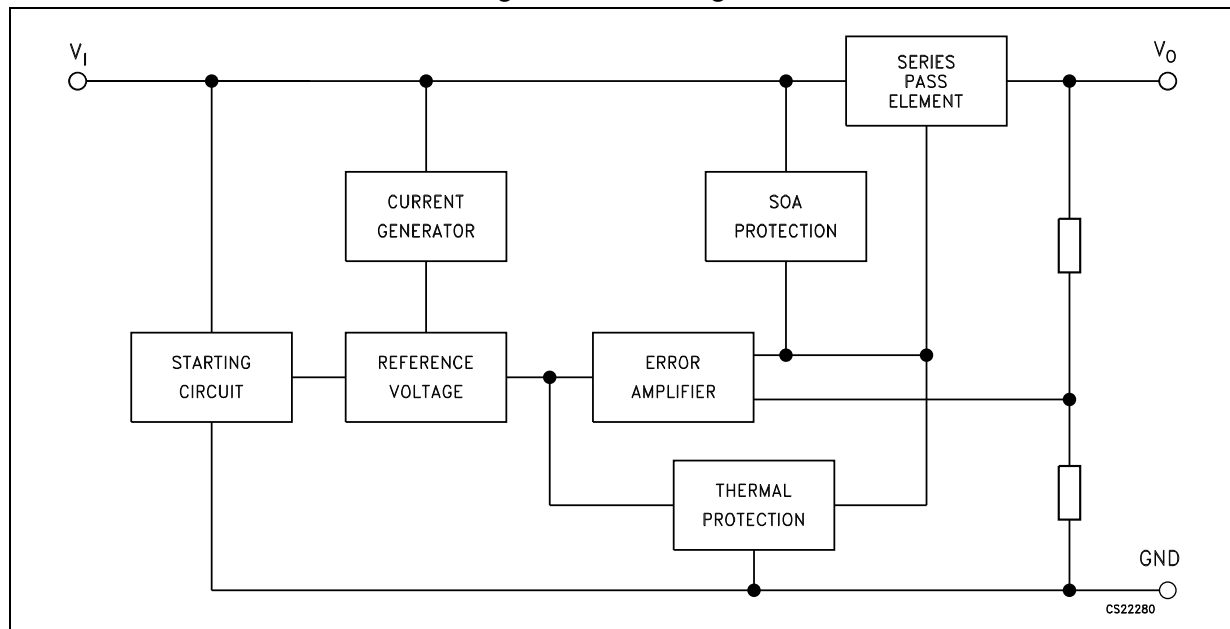 V_I
V_O
SERIES
PASS
ELEMENT
CURRENT
GENERATOR
SOA
PROTECTION
STARTING
CIRCUIT
REFERENCE
VOLTAGE
ERROR
AMPLIFIER
THERMAL
PROTECTION
GND
CS22280